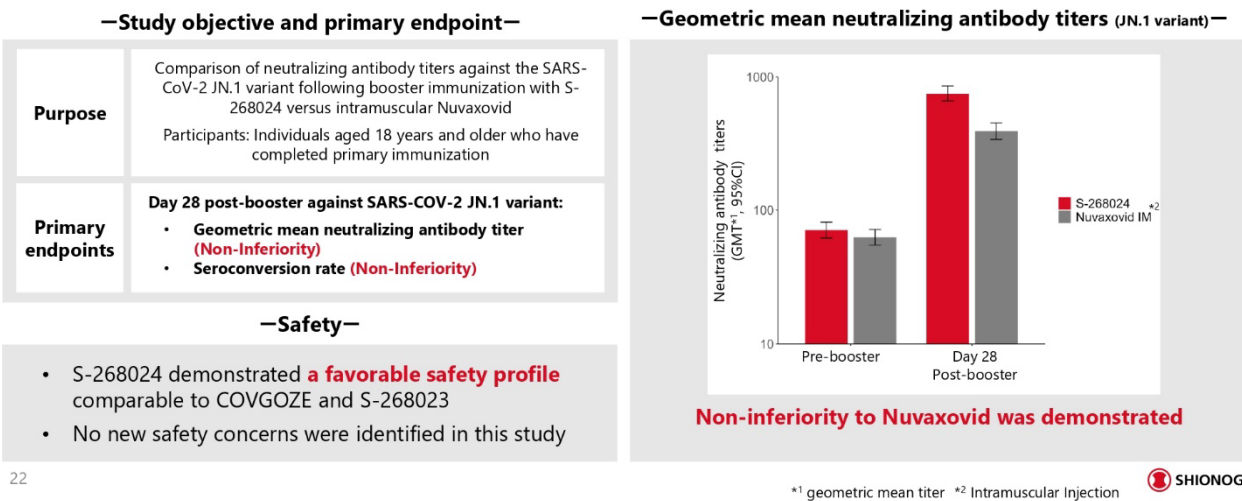 —Study objective and primary endpoint—
Purpose
Comparison of neutralizing antibody titers against the SARS-
CoV-2 JN.1 variant following booster immunization with S-
268024 versus intramuscular Nuvaxovid
Participants: Individuals aged 18 years and older who have
completed primary immunization
Primary
endpoints
Day 28 post-booster against SARS-COV-2 JN.1 variant:
• Geometric mean neutralizing antibody titer
(Non-Inferiority)
• Seroconversion rate (Non-Inferiority)
—Safety—
• S-268024 demonstrated a favorable safety profile
comparable to COVGOZE and S-268023
• No new safety concerns were identified in this study
—Geometric mean neutralizing antibody titers (JN.1 variant)—
Neutralizing antibody titers
(GMT*1, 95%CI)
1000
100
10
Pre-booster
Day 28
Post-booster
S-268024
Nuvaxovid IM*2
Non-inferiority to Nuvaxovid was demonstrated
22
*1 geometric mean titer *2 Intramuscular Injection
SHIONOG